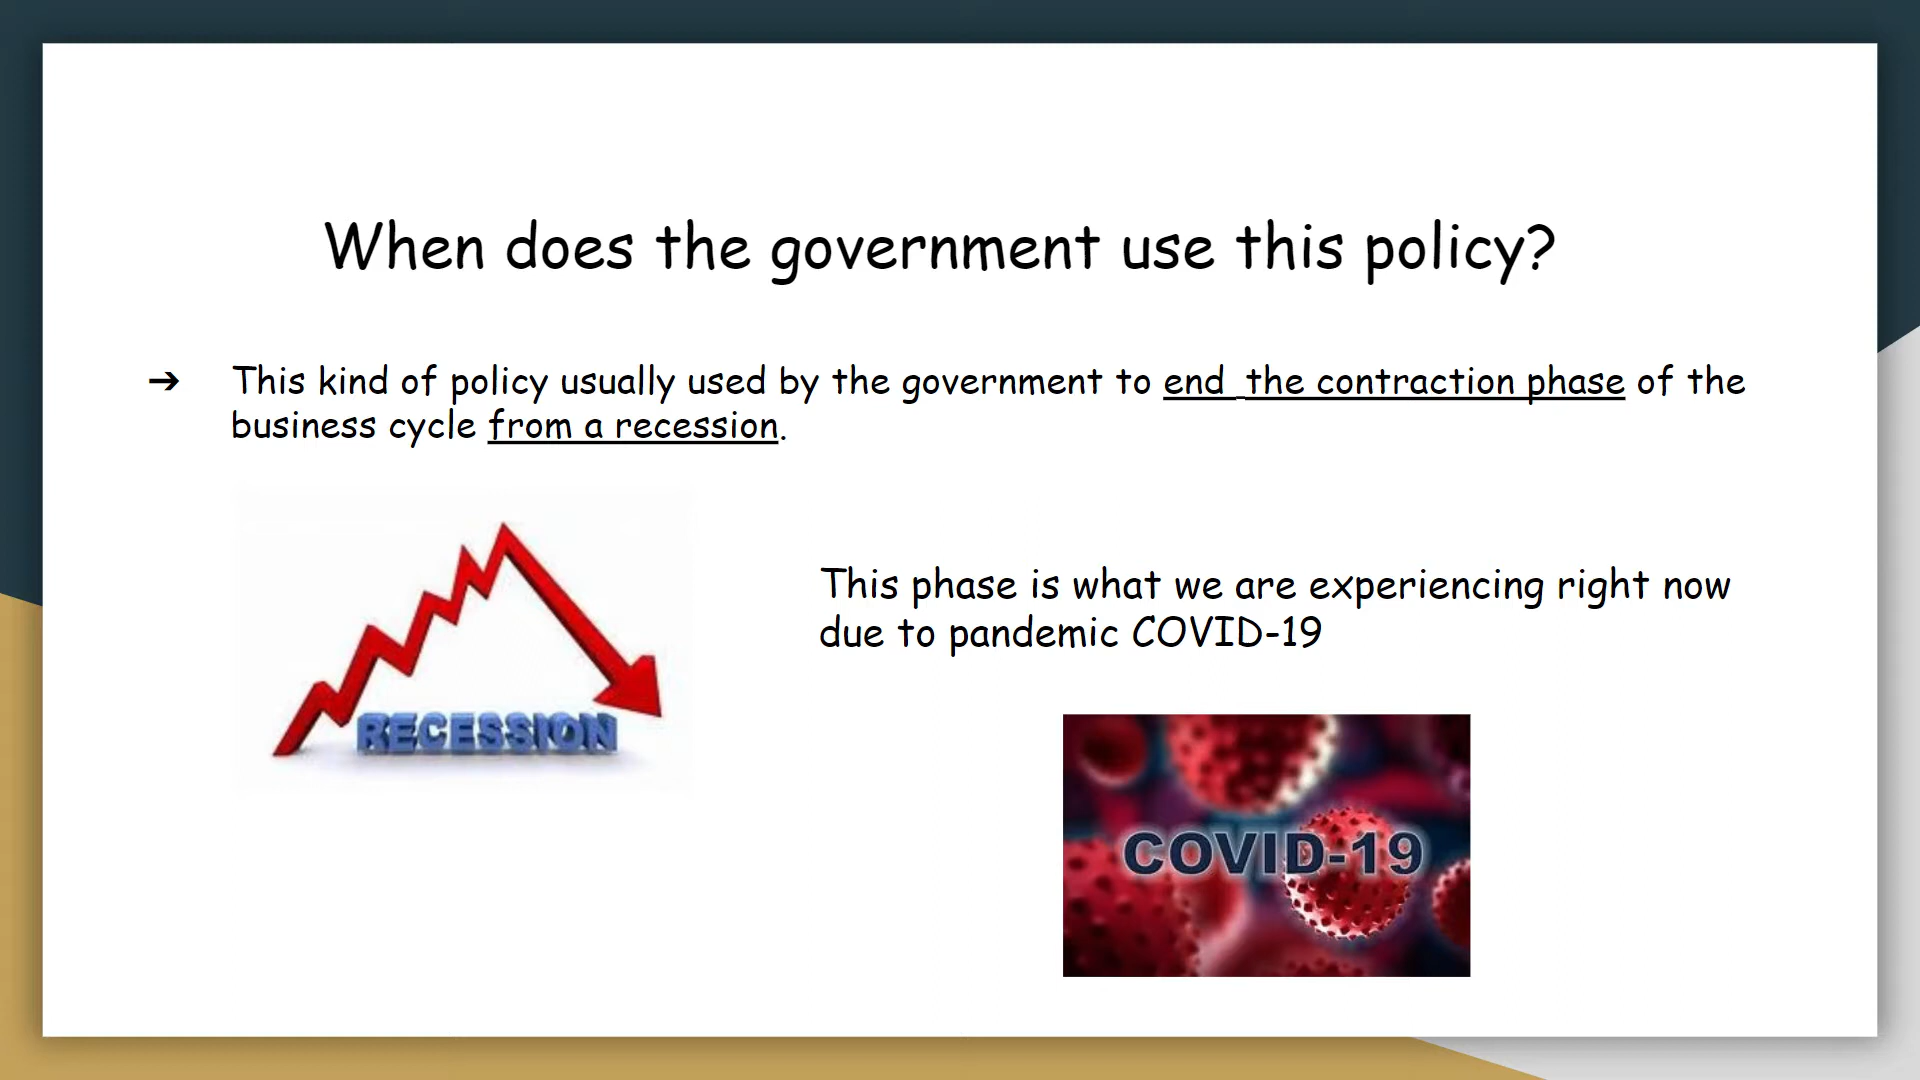 When does the government use this policy?
➔ This kind of policy usually used by the government to end  the contraction phase of the
business cycle from a recession.
RECESSION
This phase is what we are experiencing right now
due to pandemic COVID-19
COVID-19